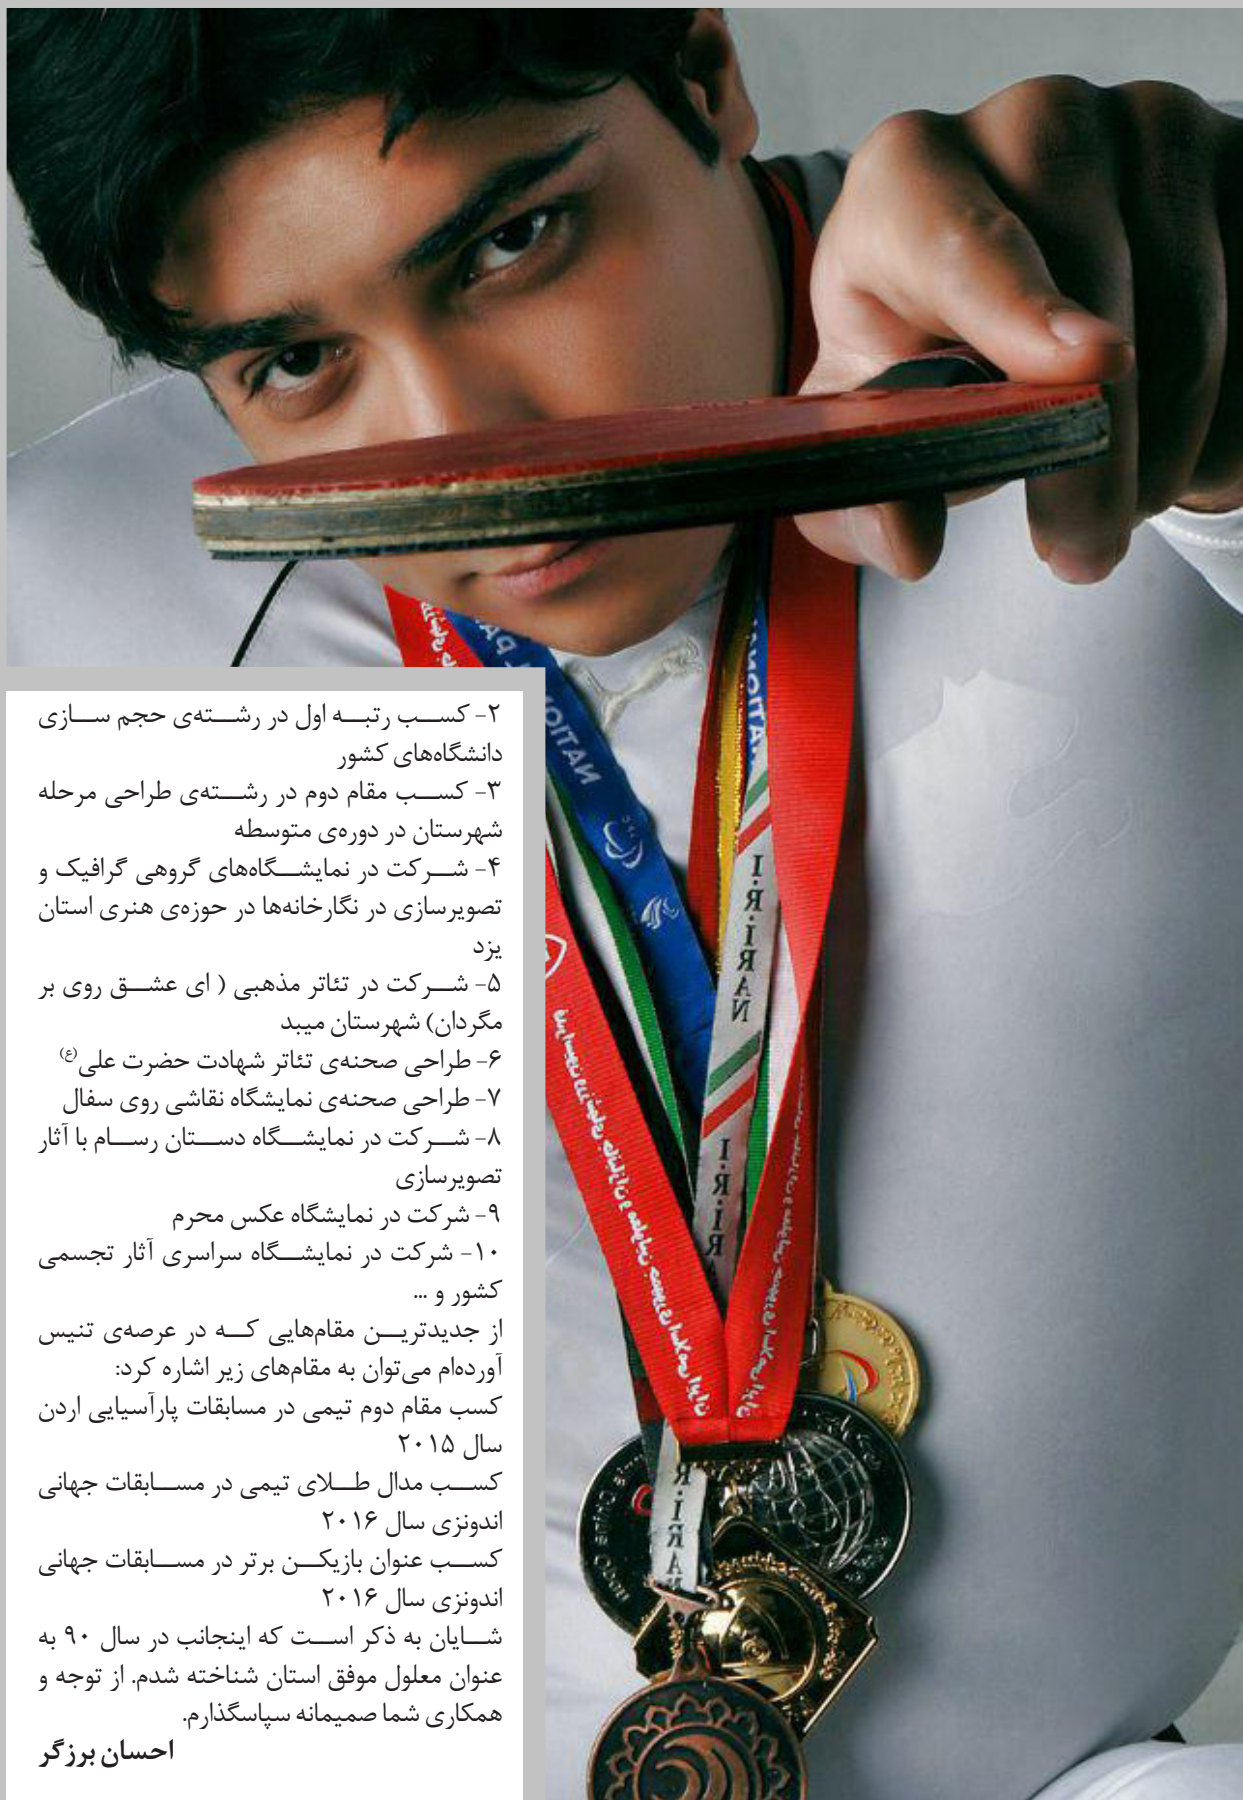 ۲- کسب رتبه اول در رشته‌ی حجم سازی
دانشگاه‌های کشور
۳- کسب مقام دوم در رشته‌ی طراحی مرحله
شهرستان در دوره‌ی متوسطه
۴- شرکت در نمایشگاه‌های گروهی گرافیک و
تصویرسازی در نگارخانه‌ها در حوزه‌ی هنری استان
یزد
۵- شرکت در تئاتر مذهبی ( ای عشق روی بر
مگردان) شهرستان میبد
۶- طراحی صحنه‌ی تئاتر شهادت حضرت علی(ع)
۷- طراحی صحنه‌ی نمایشگاه نقاشی روی سفال
۸- شرکت در نمایشگاه دستان رسام با آثار
تصویرسازی
۹- شرکت در نمایشگاه عکس محرم
۱۰- شرکت در نمایشگاه سراسری آثار تجسمی
کشور و ...
از جدیدترین مقام‌هایی که در عرصه‌ی تنیس
آورده‌ام می‌توان به مقام‌های زیر اشاره کرد:
کسب مقام دوم تیمی در مسابقات پارآسیایی اردن
سال ۲۰۱۵
کسب مدال طلای تیمی در مسابقات جهانی
اندونزی سال ۲۰۱۶
کسب عنوان بازیکن برتر در مسابقات جهانی
اندونزی سال ۲۰۱۶
شایان به ذکر است که اینجانب در سال ۹۰ به
عنوان معلول موفق استان شناخته شدم. از توجه و
همکاری شما صمیمانه سپاسگذارم.
احسان برزگر
I.R.IRAN